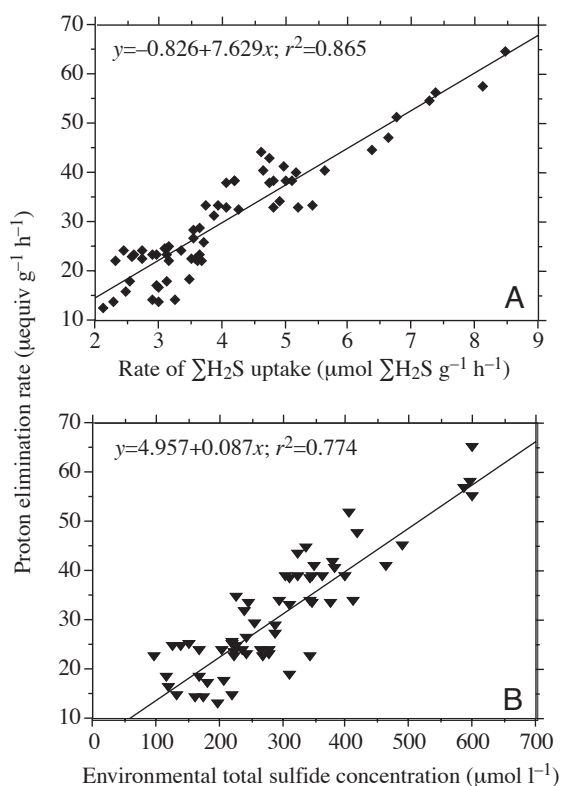 y=–0.826+7.629x; r²=0.865
70
60
50
40
30
20
10
A
2 3 4 5 6 7 8 9
Rate of ∑H2S uptake (μmol ∑H2S g⁻¹ h⁻¹)
Proton elimination rate (μequiv g⁻¹ h⁻¹)
y=4.957+0.087x; r²=0.774
70
60
50
40
30
20
10
B
0 100 200 300 400 500 600 700
Environmental total sulfide concentration (μmol l⁻¹)